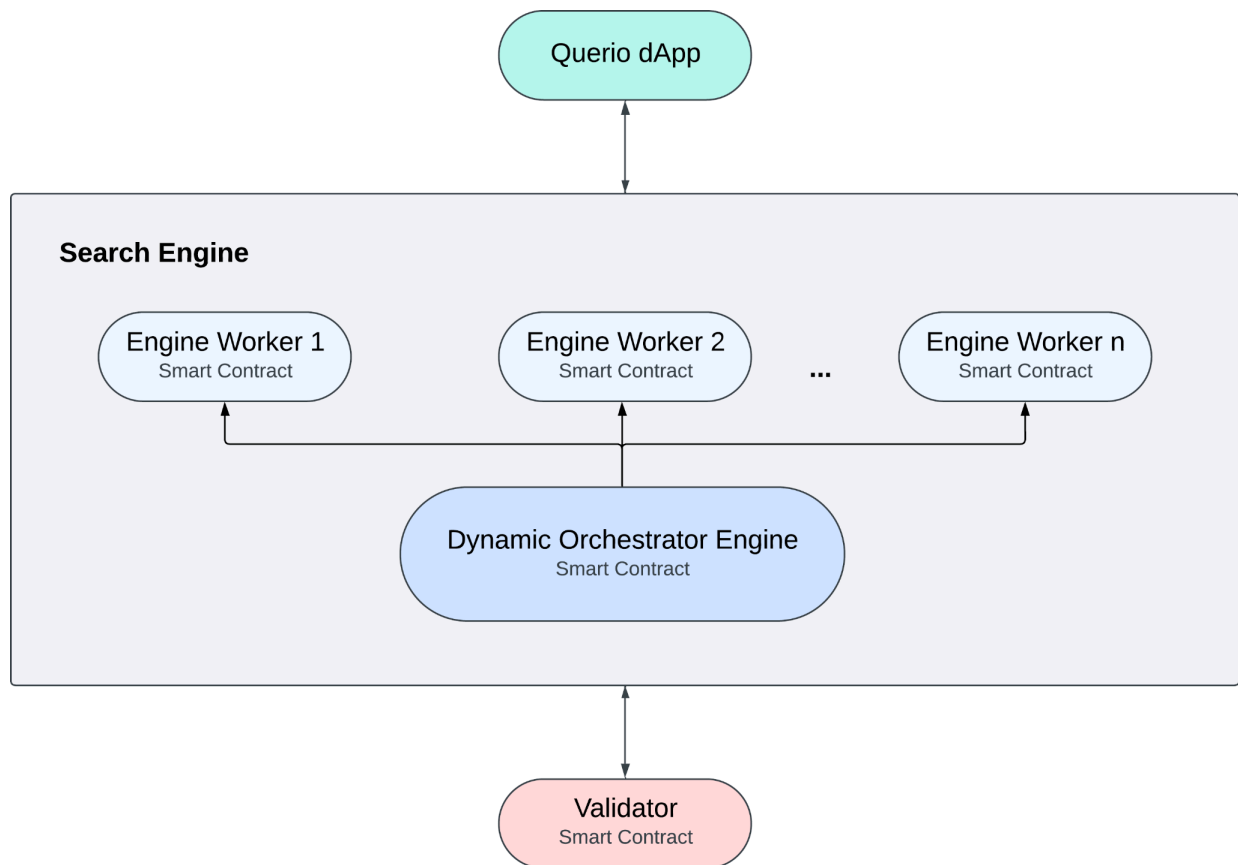 Querio dApp
Search Engine
Engine Worker 1
Smart Contract
Engine Worker 2
Smart Contract
...
Engine Worker n
Smart Contract
Dynamic Orchestrator Engine
Smart Contract
Validator
Smart Contract